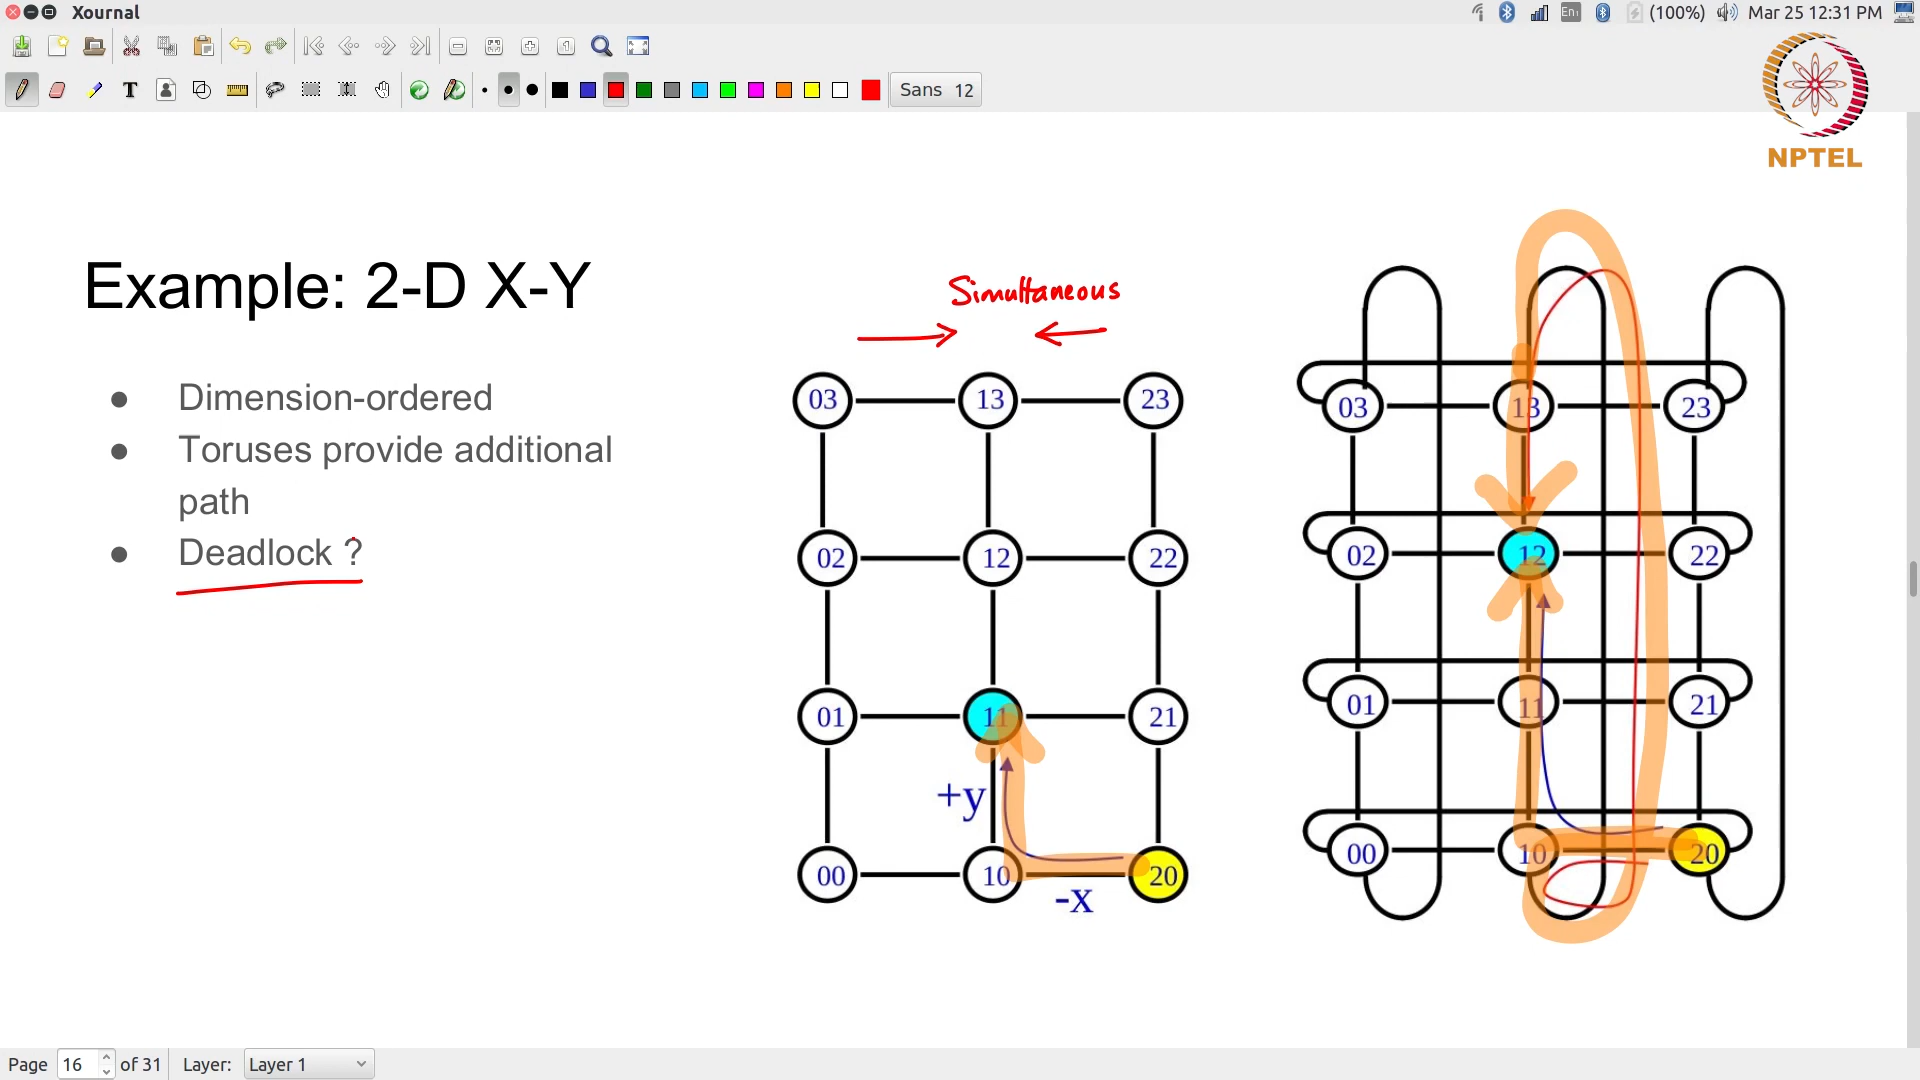 Xournal
En1
(100%)
Mar 25 12:31 PM
T
Sans 12
NPTEL
Example: 2-D X-Y
● Dimension-ordered
● Toruses provide additional
path
● Deadlock ?
Simultaneous
03 13 23
02 12 22
01 11 21
+y
00 10 20
-x
03 13 23
02 12 22
01 11 21
00 10 20
Page 16 of 31 Layer: Layer 1